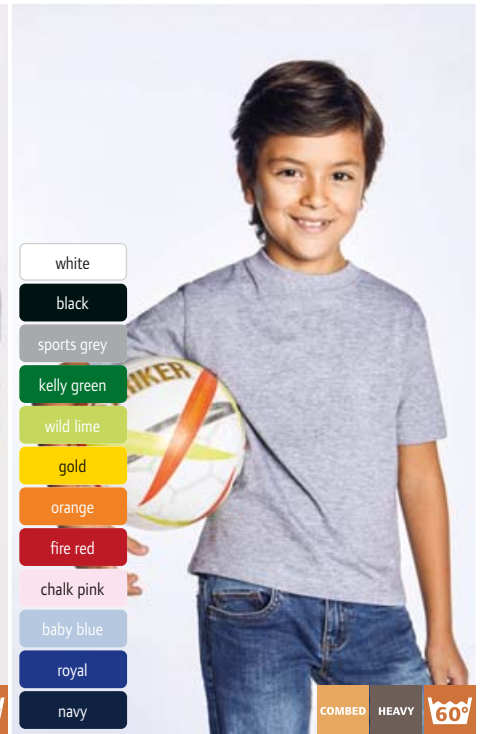 white
black
sports grey
kelly green
wild lime
gold
orange
fire red
chalk pink
baby blue
royal
navy
IKER
COMBED HEAVY 60°